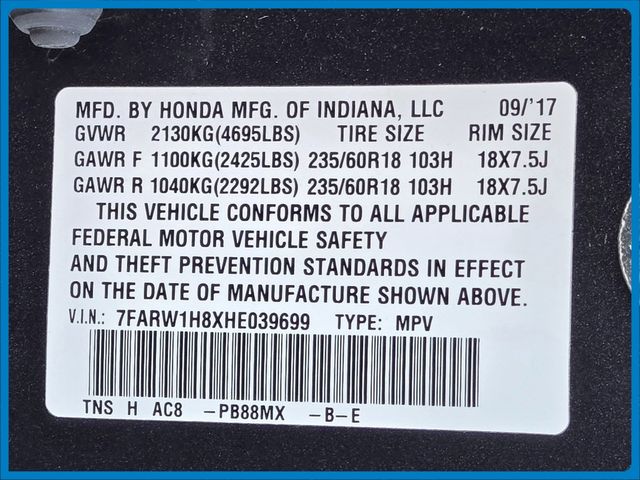 MFD. BY HONDA MFG. OF INDIANA, LLC 09/'17
GVWR 2130KG(4695LBS) TIRE SIZE RIM SIZE
GAWR F 1100KG(2425LBS) 235/60R18 103H 18X7.5J
GAWR R 1040KG(2292LBS) 235/60R18 103H 18X7.5J
THIS VEHICLE CONFORMS TO ALL APPLICABLE
FEDERAL MOTOR VEHICLE SAFETY
AND THEFT PREVENTION STANDARDS IN EFFECT
ON THE DATE OF MANUFACTURE SHOWN ABOVE.
V.I.N.: 7FARW1H8XHE039699 TYPE: MPV
TNS H AC8 -PB88MX -B-E